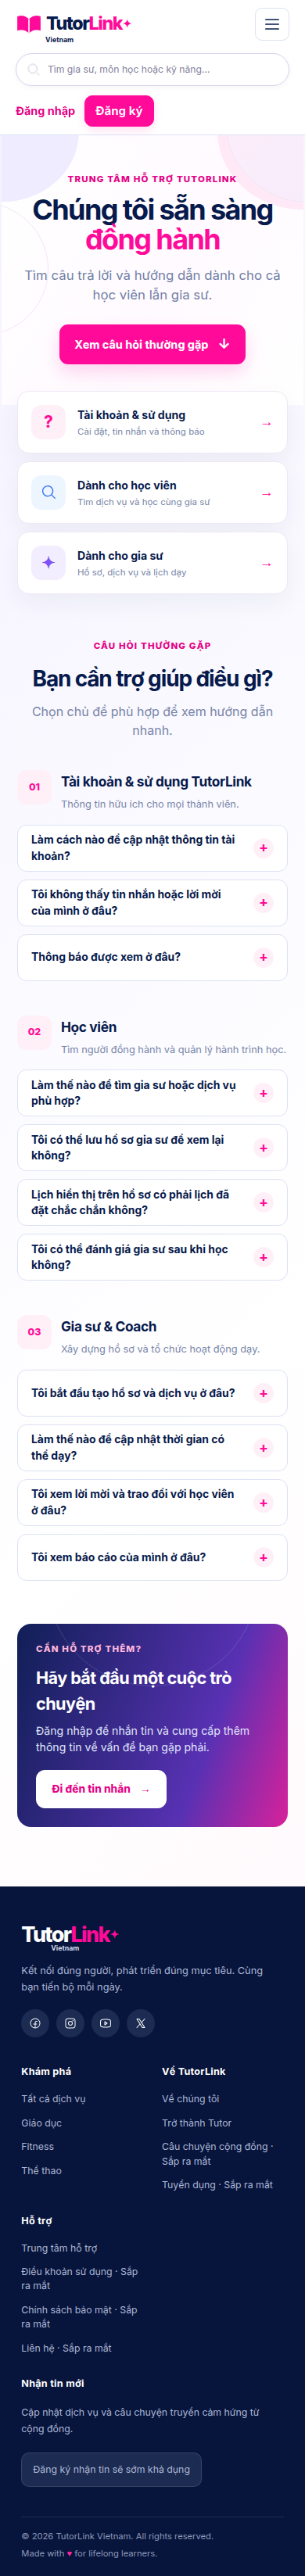 TutorLink
Vietnam
Tìm gia sư, môn học hoặc kỹ năng...
Đăng nhập
Đăng ký
TRUNG TÂM HỖ TRỢ TUTORLINK
Chúng tôi sẵn sàng
đồng hành
Tìm câu trả lời và hướng dẫn dành cho cả
học viên lẫn gia sư.
Xem câu hỏi thường gặp ↓
?
Tài khoản & sử dụng
Cài đặt, tin nhắn và thông báo
→
Dành cho học viên
Tìm dịch vụ và học cùng gia sư
→
Dành cho gia sư
Hồ sơ, dịch vụ và lịch dạy
→
CÂU HỎI THƯỜNG GẶP
Bạn cần trợ giúp điều gì?
Chọn chủ đề phù hợp để xem hướng dẫn
nhanh.
01
Tài khoản & sử dụng TutorLink
Thông tin hữu ích cho mọi thành viên.
Làm cách nào để cập nhật thông tin tài
khoản?
+
Tôi không thấy tin nhắn hoặc lời mời
của mình ở đâu?
+
Thông báo được xem ở đâu?
+
02
Học viên
Tìm người đồng hành và quản lý hành trình học.
Làm thế nào để tìm gia sư hoặc dịch vụ
phù hợp?
+
Tôi có thể lưu hồ sơ gia sư để xem lại
không?
+
Lịch hiển thị trên hồ sơ có phải lịch đã
đặt chắc chắn không?
+
Tôi có thể đánh giá gia sư sau khi học
không?
+
03
Gia sư & Coach
Xây dựng hồ sơ và tổ chức hoạt động dạy.
Tôi bắt đầu tạo hồ sơ và dịch vụ ở đâu?
+
Làm thế nào để cập nhật thời gian có
thể dạy?
+
Tôi xem lời mời và trao đổi với học viên
ở đâu?
+
Tôi xem báo cáo của mình ở đâu?
+
CẦN HỖ TRỢ THÊM?
Hãy bắt đầu một cuộc trò
chuyện
Đăng nhập để nhắn tin và cung cấp thêm
thông tin về vấn đề bạn gặp phải.
Đi đến tin nhắn →
TutorLink
Vietnam
Kết nối đúng người, phát triển đúng mục tiêu. Cùng
bạn tiến bộ mỗi ngày.
Khám phá
Tất cả dịch vụ
Giáo dục
Fitness
Thể thao
Về TutorLink
Về chúng tôi
Trở thành Tutor
Câu chuyện cộng đồng ·
Sắp ra mắt
Tuyển dụng · Sắp ra mắt
Hỗ trợ
Trung tâm hỗ trợ
Điều khoản sử dụng · Sắp
ra mắt
Chính sách bảo mật · Sắp
ra mắt
Liên hệ · Sắp ra mắt
Nhận tin mới
Cập nhật dịch vụ và câu chuyện truyền cảm hứng từ
cộng đồng.
Đăng ký nhận tin sẽ sớm khả dụng
© 2026 TutorLink Vietnam. All rights reserved.
Made with ♥ for lifelong learners.